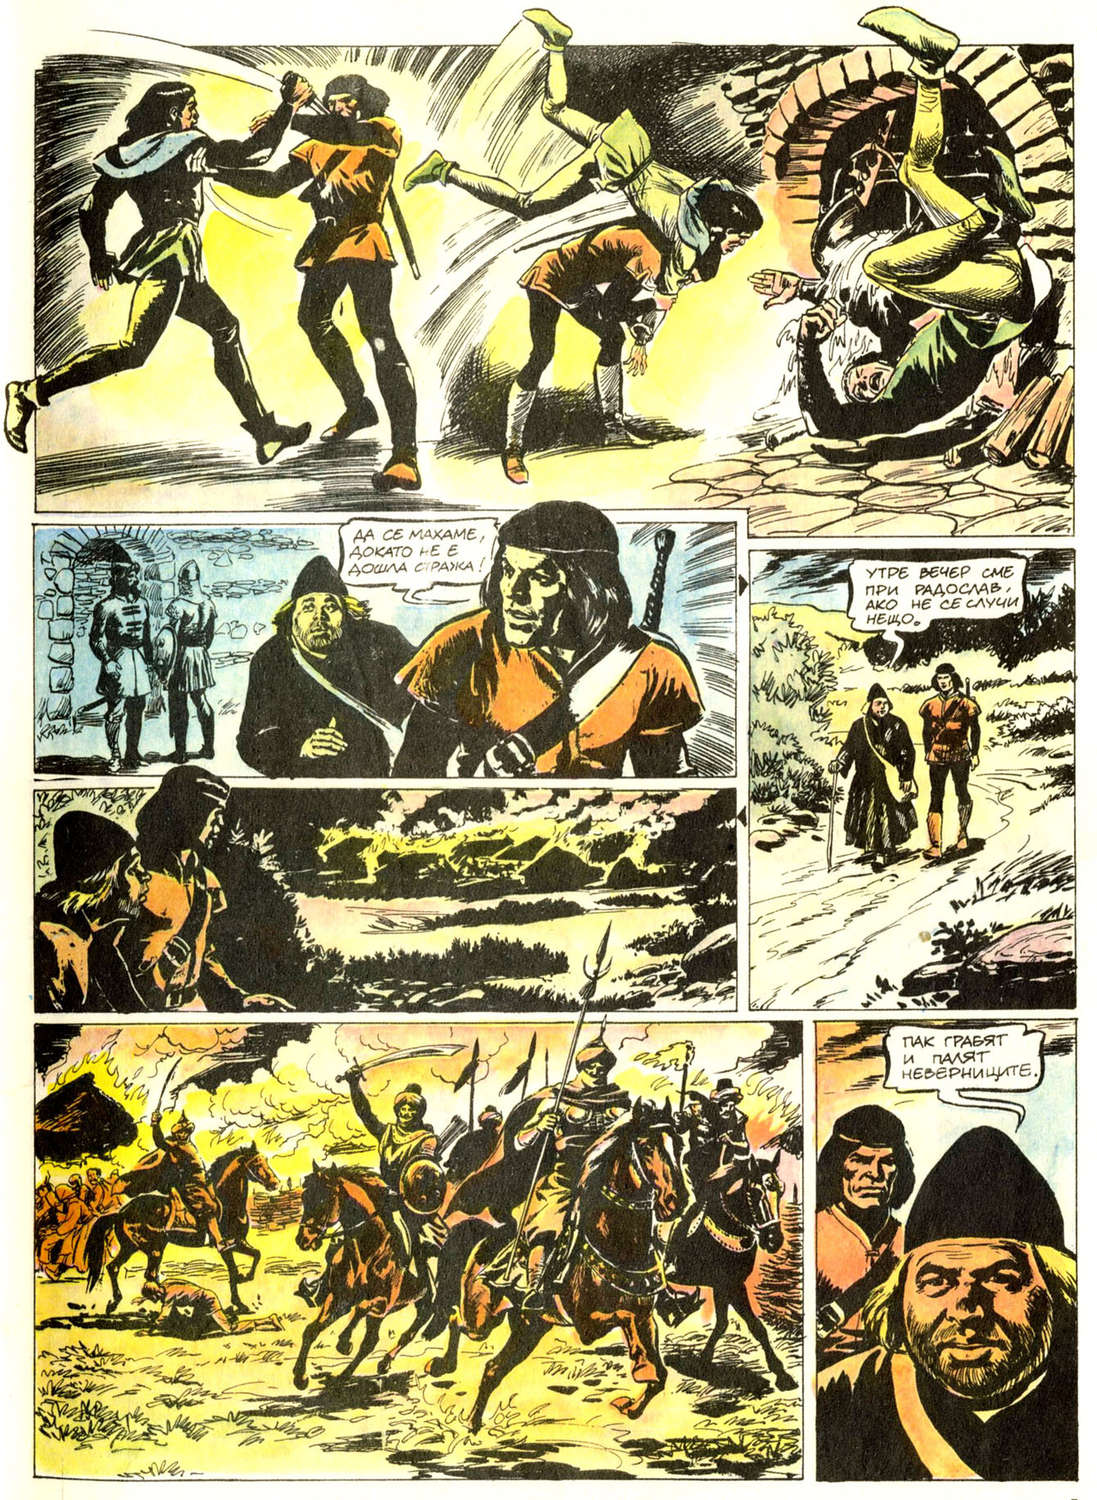 ДА СЕ МАХАМЕ,
ДОКАТО НЕ Е
ДОШЛА СТРАЖА!
УТРЕ ВЕЧЕР СМЕ
ПРИ РАДОСЛАВ,
АКО НЕ СЕ СЛУЧИ
НЕЩО.
ПАК ГРАБЯТ
И ПАЛЯТ
НЕВЕРНИЦИТЕ.